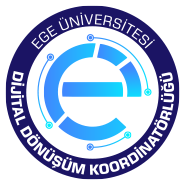 EGE ÜNİVERSİTESİ
DİJİTAL DÖNÜŞÜM KOORDİNATÖRLÜĞÜ